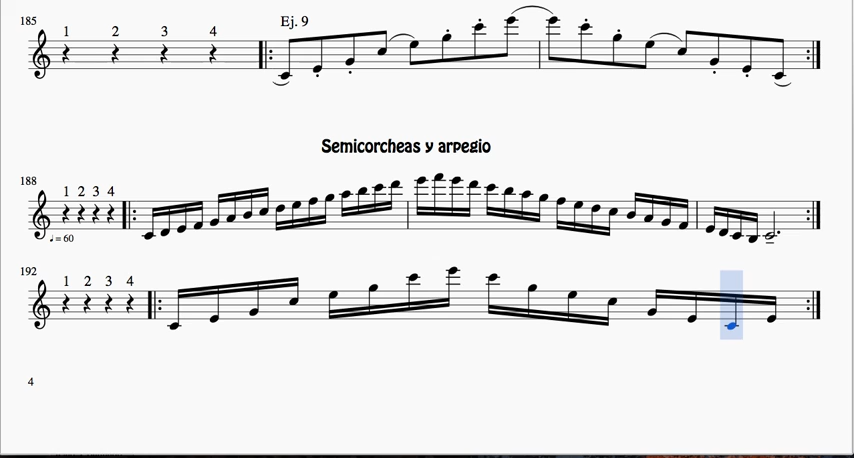 185
1 2 3 4
Ej. 9
Semicorcheas y arpegio
188
1 2 3 4
♩ = 60
192
1 2 3 4
4